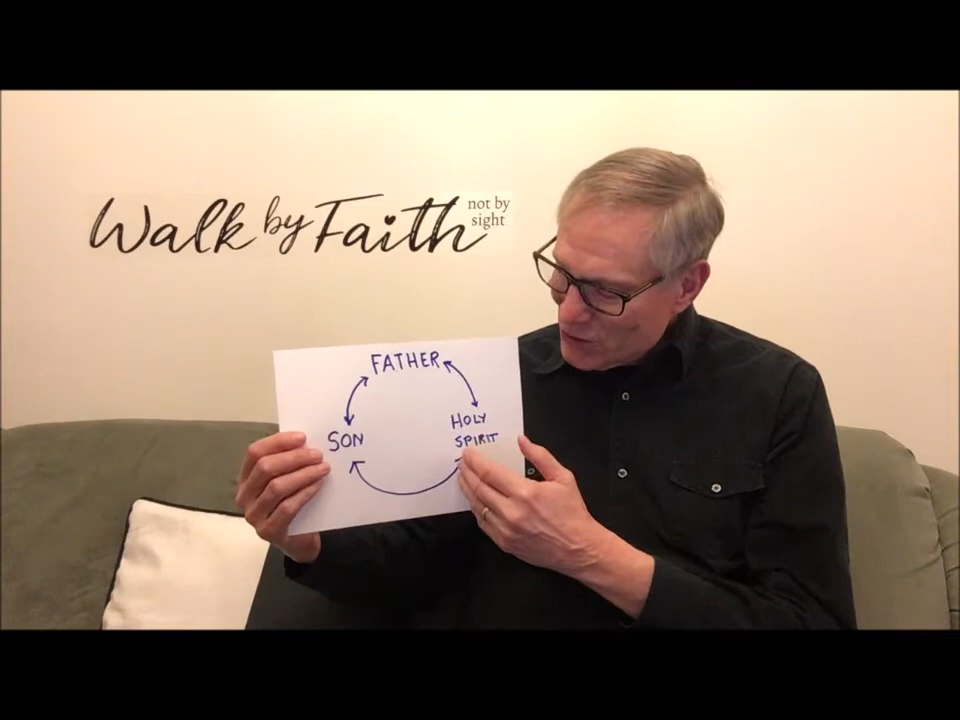 Walk by Faith
not by
sight
FATHER
SON
HOLY
SPIRIT